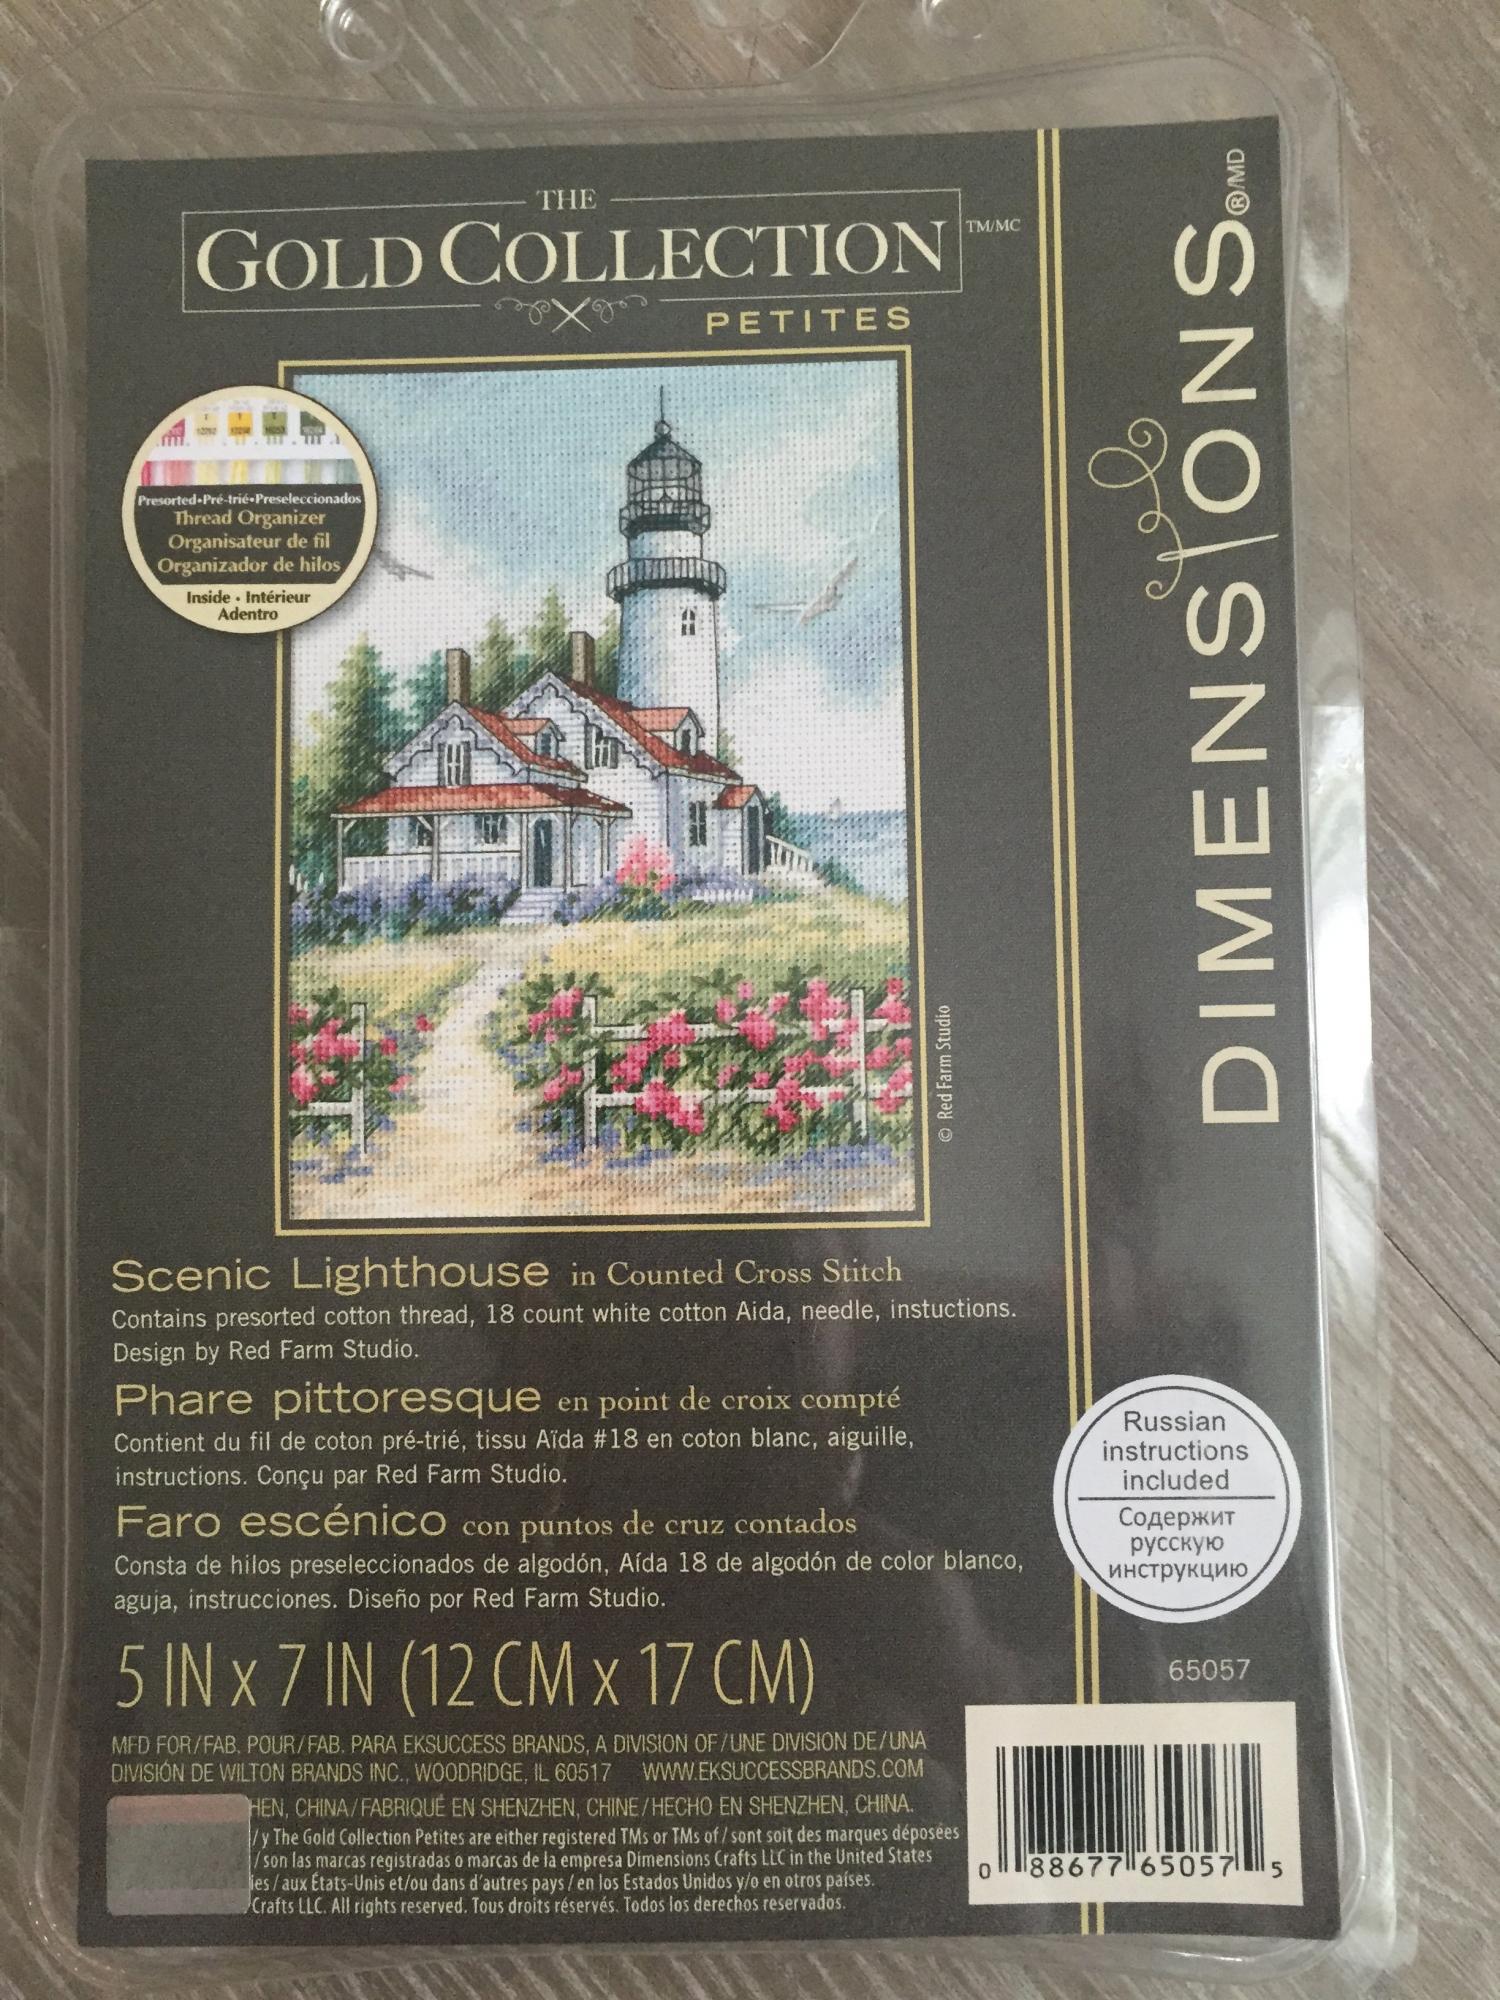 THE
GOLD COLLECTION TM/MC
PETITES
Presorted•Pré-trié•Preseleccionados
Thread Organizer
Organisateur de fil
Organizador de hilos
Inside • Intérieur
Adentro
DIMENSIONS®/MD
© Red Farm Studio
Scenic Lighthouse in Counted Cross Stitch
Contains presorted cotton thread, 18 count white cotton Aida, needle, instuctions.
Design by Red Farm Studio.
Phare pittoresque en point de croix compté
Contient du fil de coton pré-trié, tissu Aïda #18 en coton blanc, aiguille,
instructions. Conçu par Red Farm Studio.
Faro escénico con puntos de cruz contados
Consta de hilos preseleccionados de algodón, Aída 18 de algodón de color blanco,
aguja, instrucciones. Diseño por Red Farm Studio.
Russian
instructions
included
Содержит
русскую
инструкцию
5 IN x 7 IN (12 CM x 17 CM)
65057
MFD FOR/FAB. POUR/FAB. PARA EKSUCCESS BRANDS, A DIVISION OF/UNE DIVISION DE/UNA
DIVISIÓN DE WILTON BRANDS INC., WOODRIDGE, IL 60517 WWW.EKSUCCESSBRANDS.COM
HEN, CHINA/FABRIQUÉ EN SHENZHEN, CHINE/HECHO EN SHENZHEN, CHINA.
/y The Gold Collection Petites are either registered TMs or TMs of/sont soit des marques déposées
/son las marcas registradas o marcas de la empresa Dimensions Crafts LLC in the United States
ies/aux États-Unis et/ou dans d'autres pays/en los Estados Unidos y/o en otros países.
Crafts LLC. All rights reserved. Tous droits réservés. Todos los derechos reservados.
0 88677 65057 5